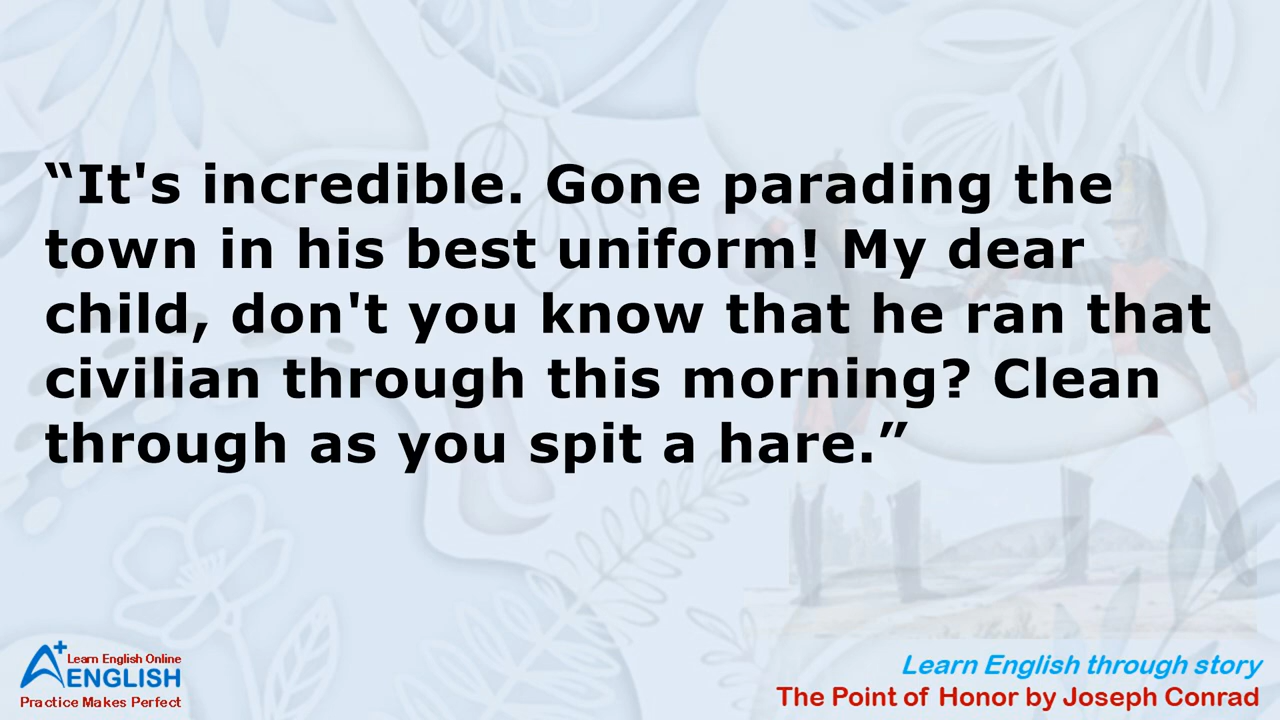 “It's incredible. Gone parading the
town in his best uniform! My dear
child, don't you know that he ran that
civilian through this morning? Clean
through as you spit a hare.”
A+ Learn English Online
ENGLISH
Practice Makes Perfect
Learn English through story
The Point of Honor by Joseph Conrad